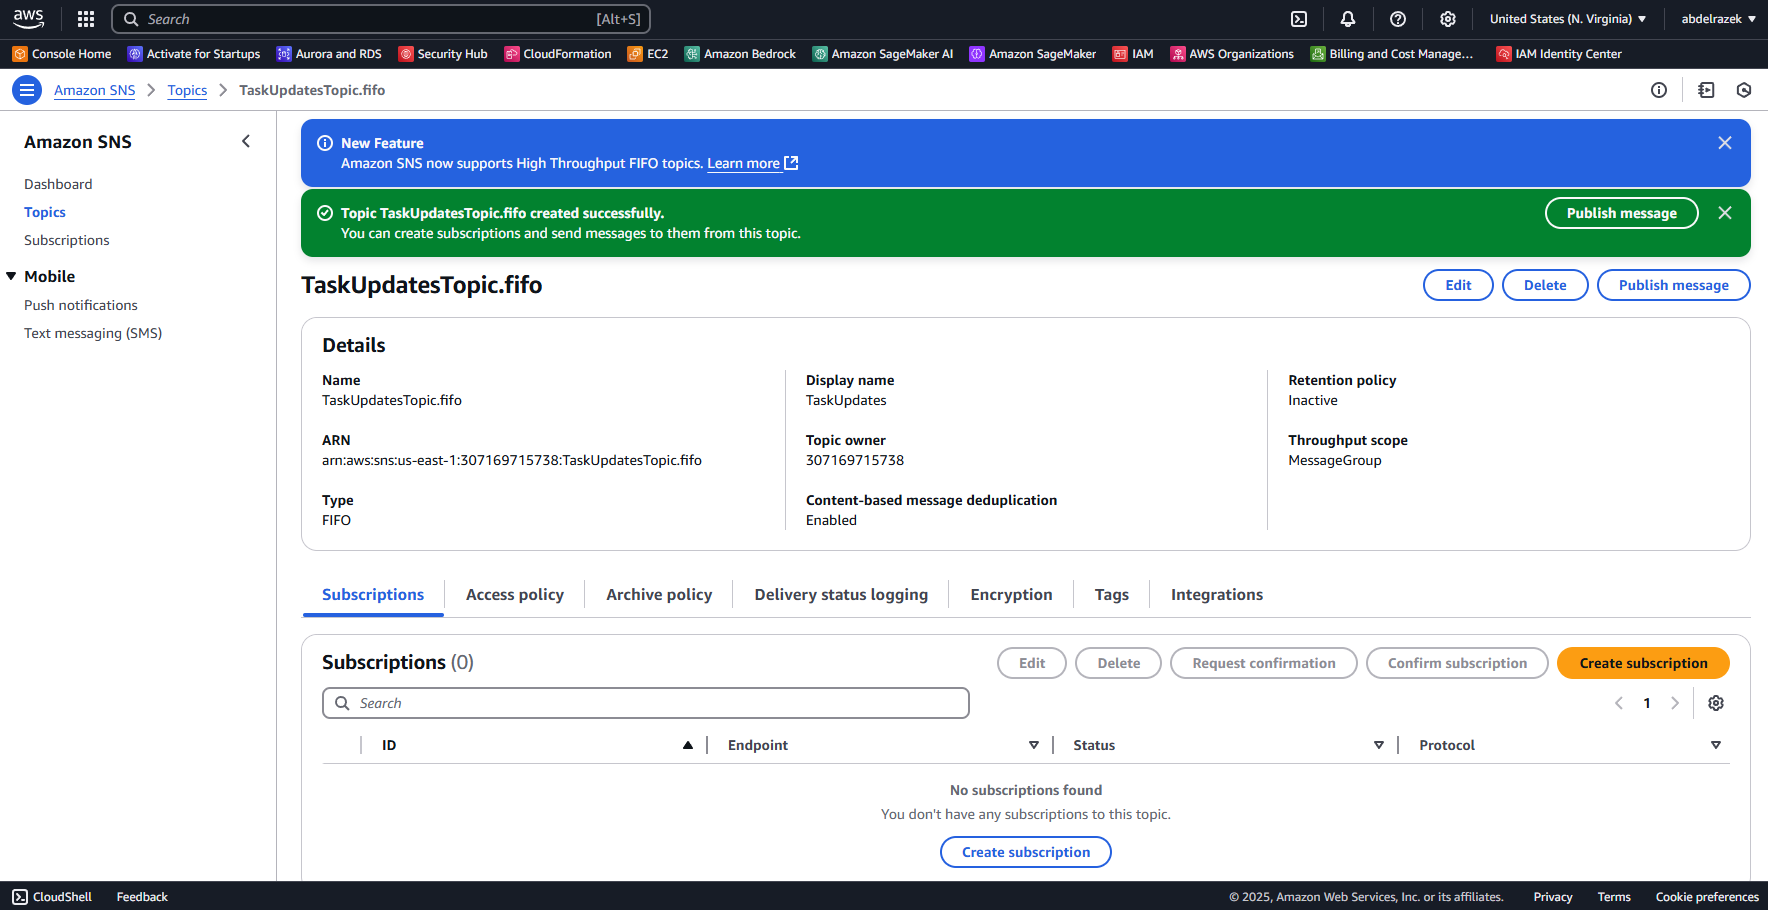 aws
Search [Alt+S]
United States (N. Virginia) ▼
abdelrazek ▼
Console Home Activate for Startups Aurora and RDS Security Hub CloudFormation EC2 Amazon Bedrock Amazon SageMaker AI Amazon SageMaker IAM AWS Organizations Billing and Cost Manage... IAM Identity Center
Amazon SNS > Topics > TaskUpdatesTopic.fifo
Amazon SNS
Dashboard
Topics
Subscriptions
Mobile
Push notifications
Text messaging (SMS)
New Feature
Amazon SNS now supports High Throughput FIFO topics. Learn more
Topic TaskUpdatesTopic.fifo created successfully.
You can create subscriptions and send messages to them from this topic.
Publish message
TaskUpdatesTopic.fifo
Edit Delete Publish message
Details
Name
TaskUpdatesTopic.fifo
ARN
arn:aws:sns:us-east-1:307169715738:TaskUpdatesTopic.fifo
Type
FIFO
Display name
TaskUpdates
Topic owner
307169715738
Content-based message deduplication
Enabled
Retention policy
Inactive
Throughput scope
MessageGroup
Subscriptions Access policy Archive policy Delivery status logging Encryption Tags Integrations
Subscriptions (0)
Edit Delete Request confirmation Confirm subscription Create subscription
Search
1
ID Endpoint Status Protocol
No subscriptions found
You don't have any subscriptions to this topic.
Create subscription
CloudShell Feedback
© 2025, Amazon Web Services, Inc. or its affiliates. Privacy Terms Cookie preferences